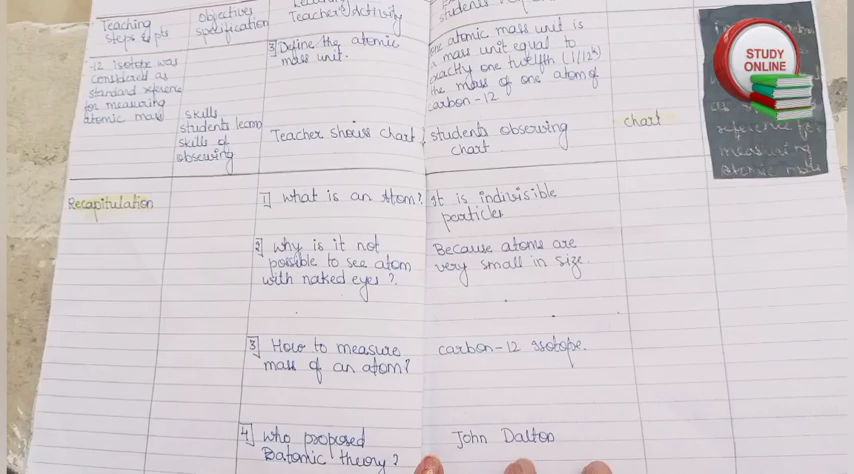 Teaching
steps & pts
objectives
specification
Teacher's Activity
students
-12 Isotope was
considered as
standard reference
for measuring
atomic mass
3 Define the atomic
mass unit.
one atomic mass unit is
a mass unit equal to
exactly one twelfth (1/12th)
the mass of one atom of
carbon-12.
skills
students learn
skills of
observing
Teacher shows chart
students observing
chart
chart
reference for
measuring
atomic mass
STUDY
ONLINE
Recapitulation
1 what is an Atom?
It is indivisible
particles
2 why is it not
possible to see atom
with naked eyes?
Because atoms are
very small in size.
3 How to measure
mass of an atom?
carbon-12 Isotope.
4 who proposed
Batomic theory?
John Dalton